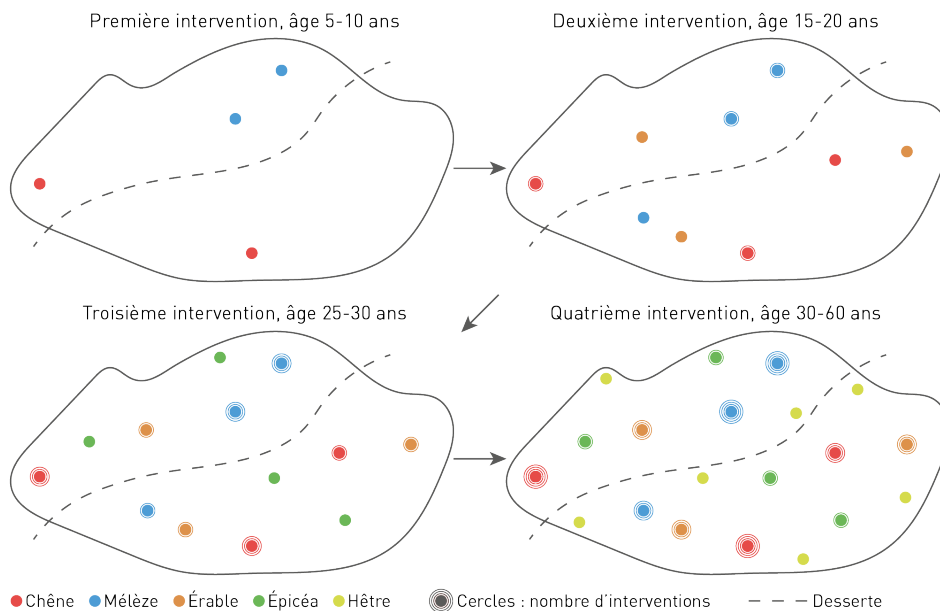 Première intervention, âge 5-10 ans
Deuxième intervention, âge 15-20 ans
Troisième intervention, âge 25-30 ans
Quatrième intervention, âge 30-60 ans
Chêne Mélèze Érable Épicéa Hêtre Cercles : nombre d'interventions Desserte